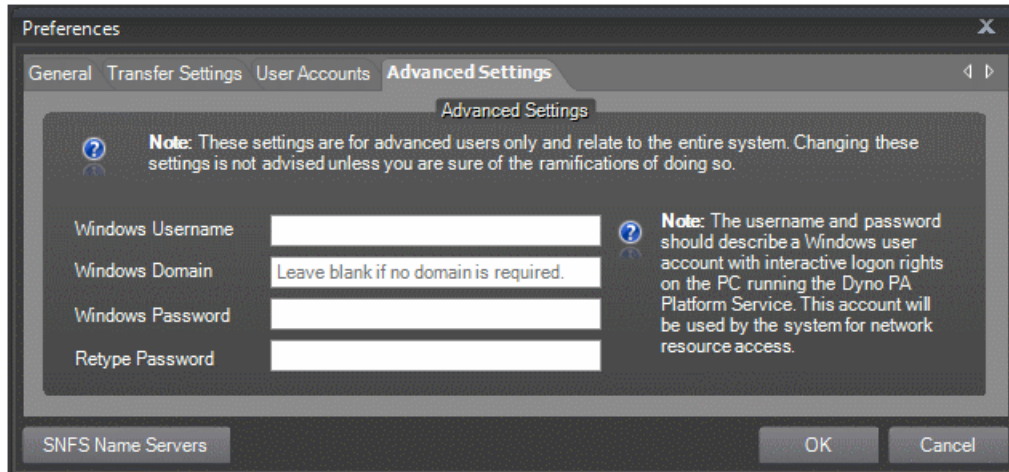 Preferences
X
General Transfer Settings User Accounts Advanced Settings
Advanced Settings
Note: These settings are for advanced users only and relate to the entire system. Changing these
settings is not advised unless you are sure of the ramifications of doing so.
Windows Username
Windows Domain
Leave blank if no domain is required.
Windows Password
Retype Password
Note: The username and password
should describe a Windows user
account with interactive logon rights
on the PC running the Dyno PA
Platform Service. This account will
be used by the system for network
resource access.
SNFS Name Servers
OK
Cancel